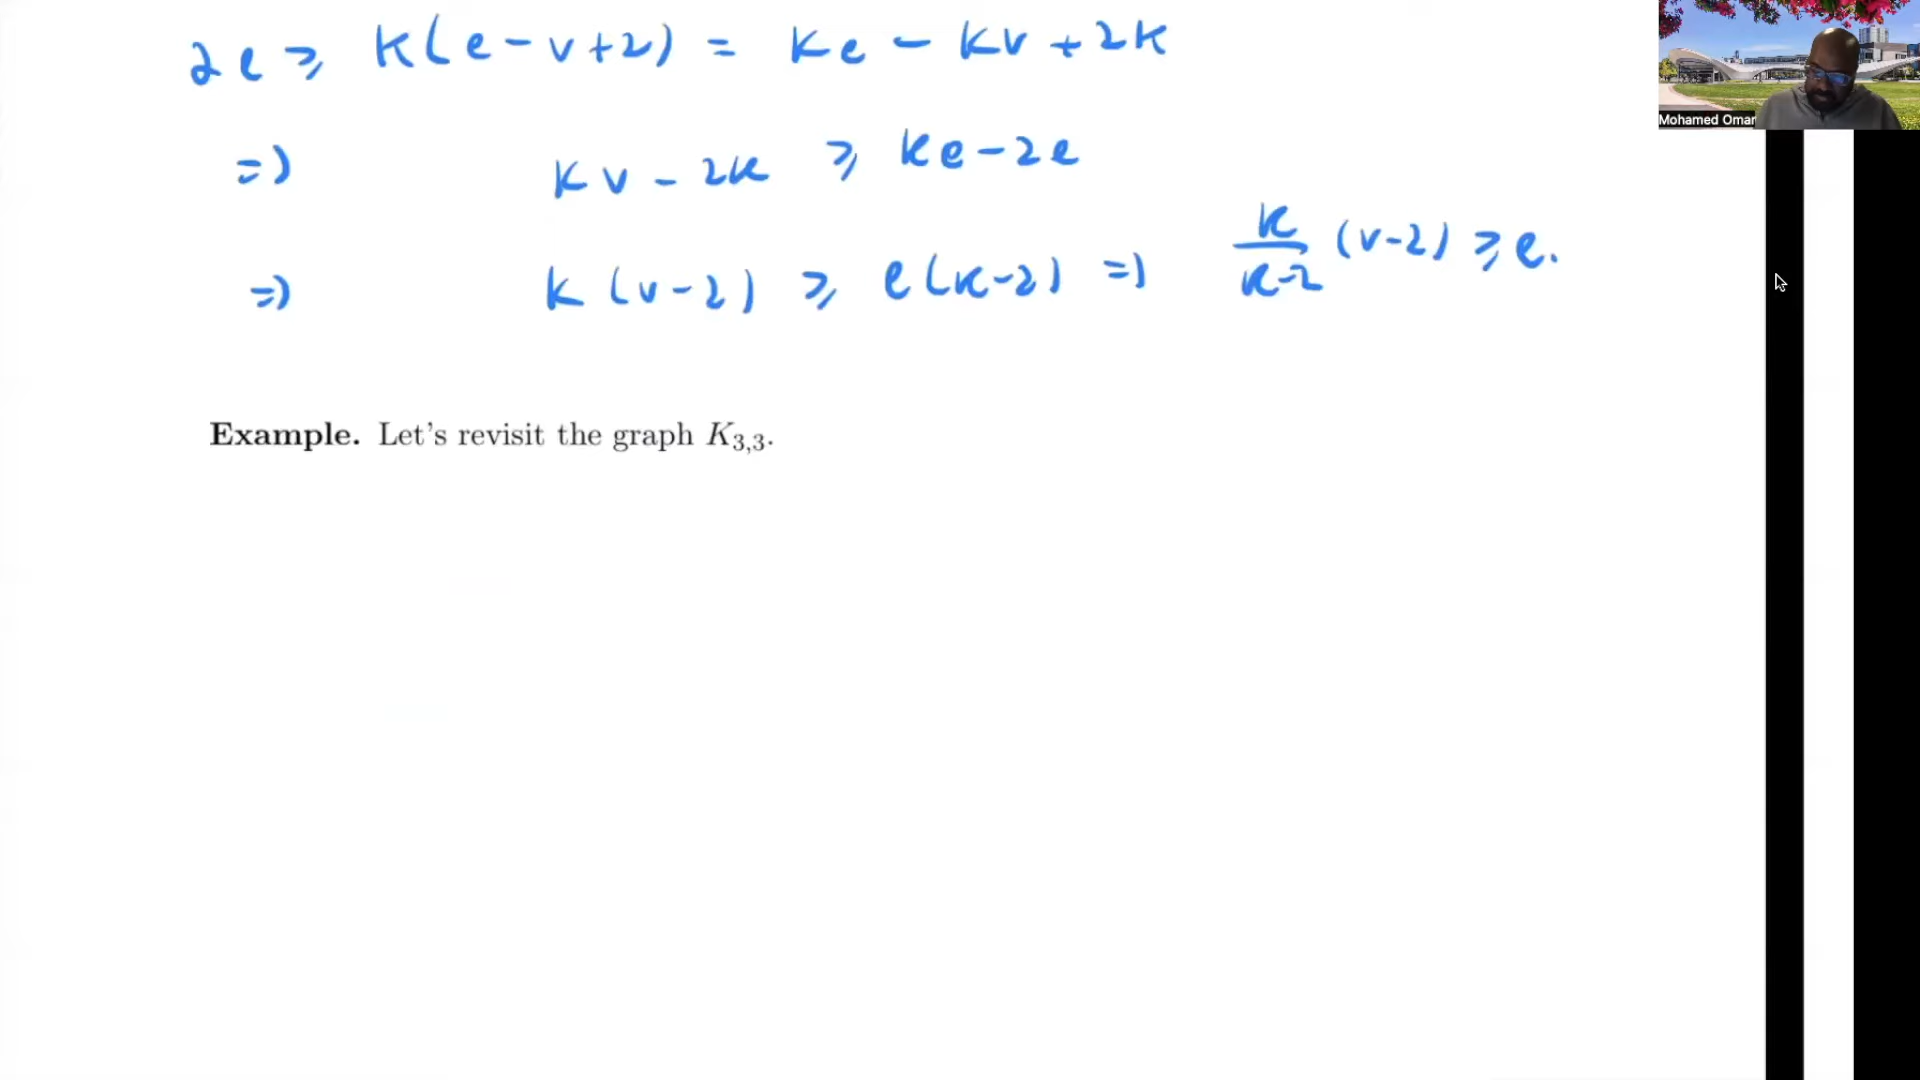 2e ≥ k(e-v+2) = ke - kv + 2k
Mohamed Omar
=> kv - 2k ≥ ke - 2e
=> k(v-2) ≥ e(k-2) => k/k-2 (v-2) ≥ e.
Example. Let's revisit the graph K3,3.